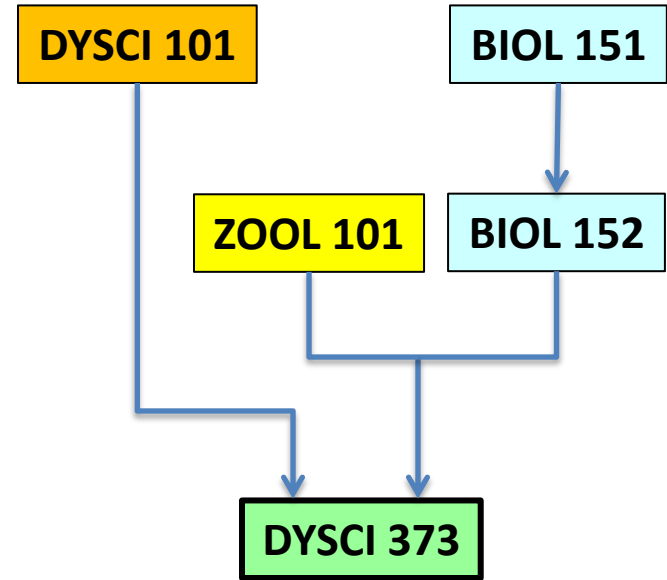 DYSCI 101
BIOL 151
ZOOL 101
BIOL 152
DYSCI 373